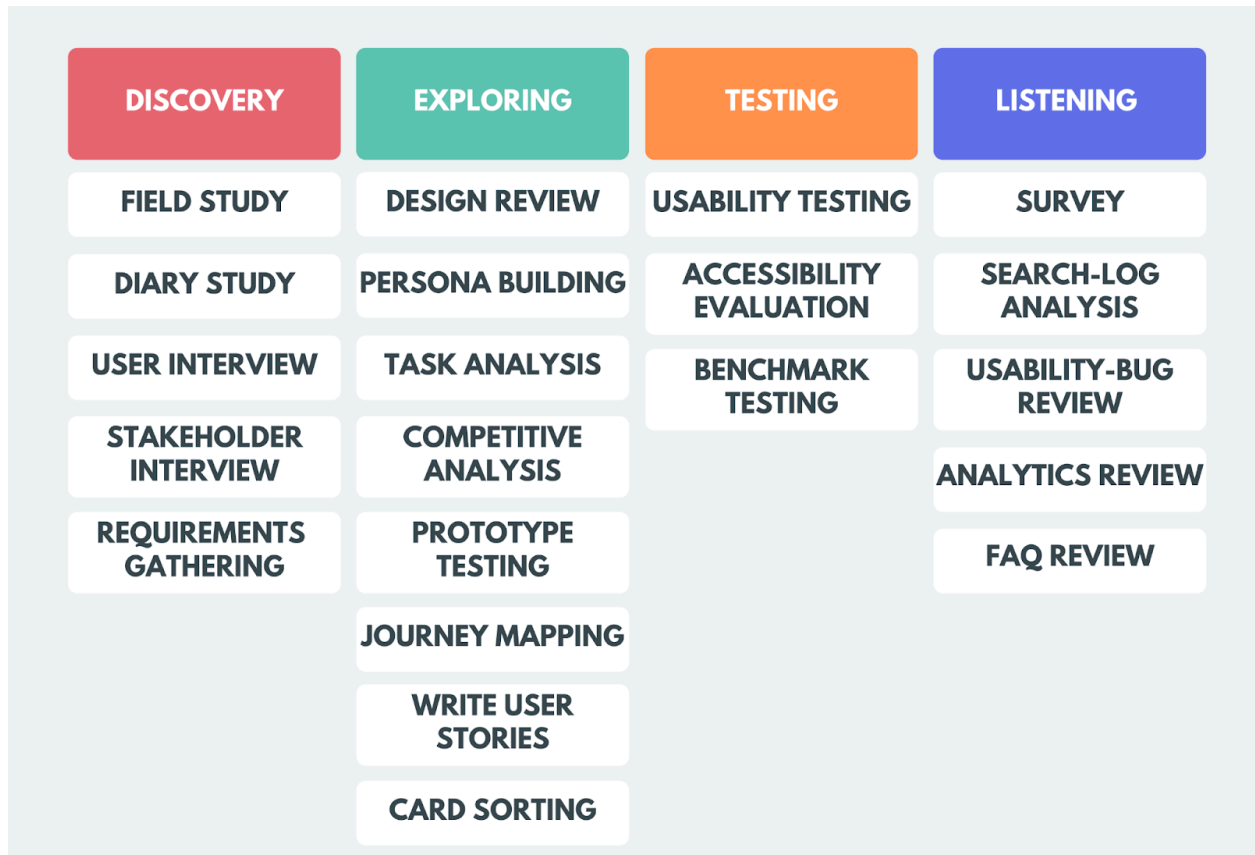 DISCOVERY
FIELD STUDY
DIARY STUDY
USER INTERVIEW
STAKEHOLDER
INTERVIEW
REQUIREMENTS
GATHERING
EXPLORING
DESIGN REVIEW
PERSONA BUILDING
TASK ANALYSIS
COMPETITIVE
ANALYSIS
PROTOTYPE
TESTING
JOURNEY MAPPING
WRITE USER
STORIES
CARD SORTING
TESTING
USABILITY TESTING
ACCESSIBILITY
EVALUATION
BENCHMARK
TESTING
LISTENING
SURVEY
SEARCH-LOG
ANALYSIS
USABILITY-BUG
REVIEW
ANALYTICS REVIEW
FAQ REVIEW